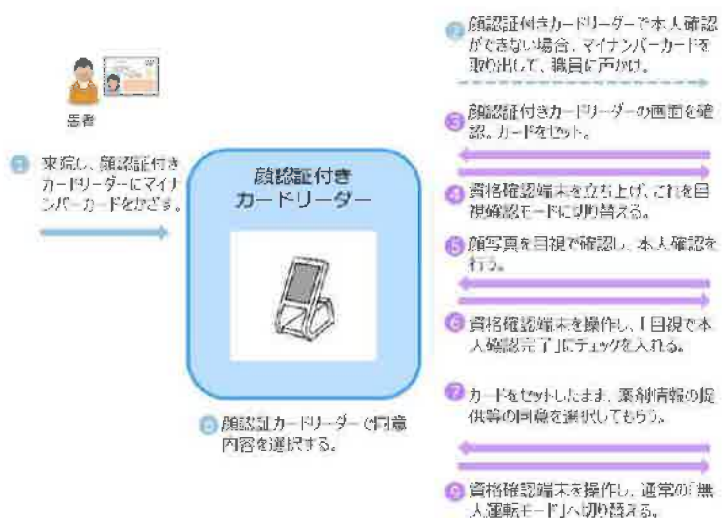 患者
① 来院し、顔認証付き
カードリーダーにマイナ
ンバーカードをかざす。
顔認証付き
カードリーダー
② 顔認証付きカードリーダーで本人確認
ができない場合、マイナンバーカードを
取り出して、職員に声かけ。
③ 顔認証付きカードリーダーの画面を確
認。カードをセット。
④ 資格確認端末を立ち上げ、これを目
視確認モードに切り替える。
⑤ 顔写真を目視で確認し、本人確認を
行う。
⑥ 資格確認端末を操作し、「目視で本
人確認完了」にチェックを入れる。
⑦ カードをセットしたまま、薬剤情報の提
供等の同意を選択してもらう。
顔認証カードリーダーで同意
内容を選択する。
⑨ 資格確認端末を操作し、通常の「無
人運転モード」へ切り替える。